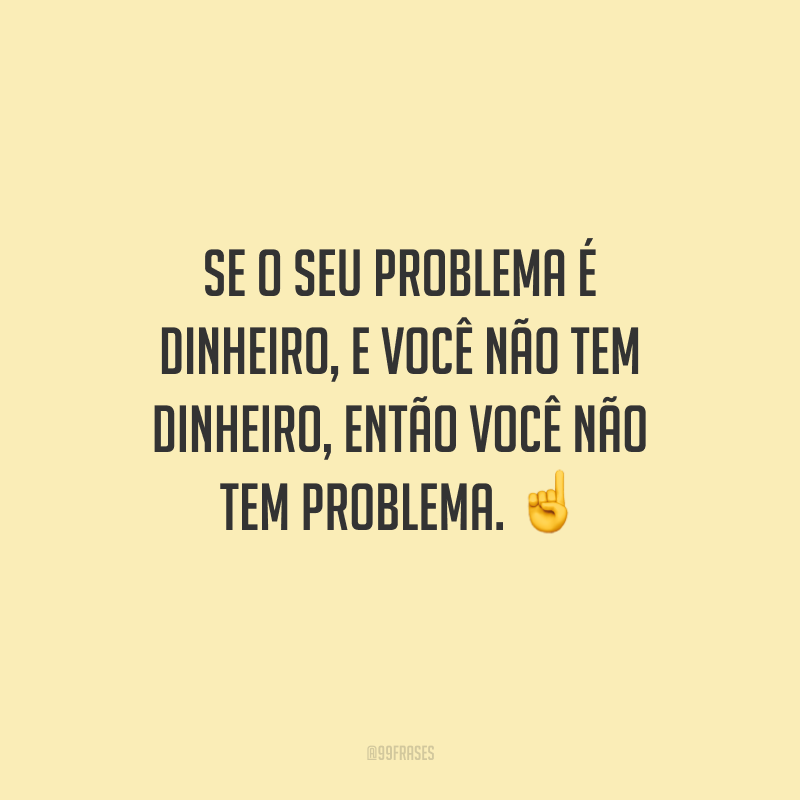 SE O SEU PROBLEMA É
DINHEIRO, E VOCÊ NÃO TEM
DINHEIRO, ENTÃO VOCÊ NÃO
TEM PROBLEMA. ☝
@99FRASES